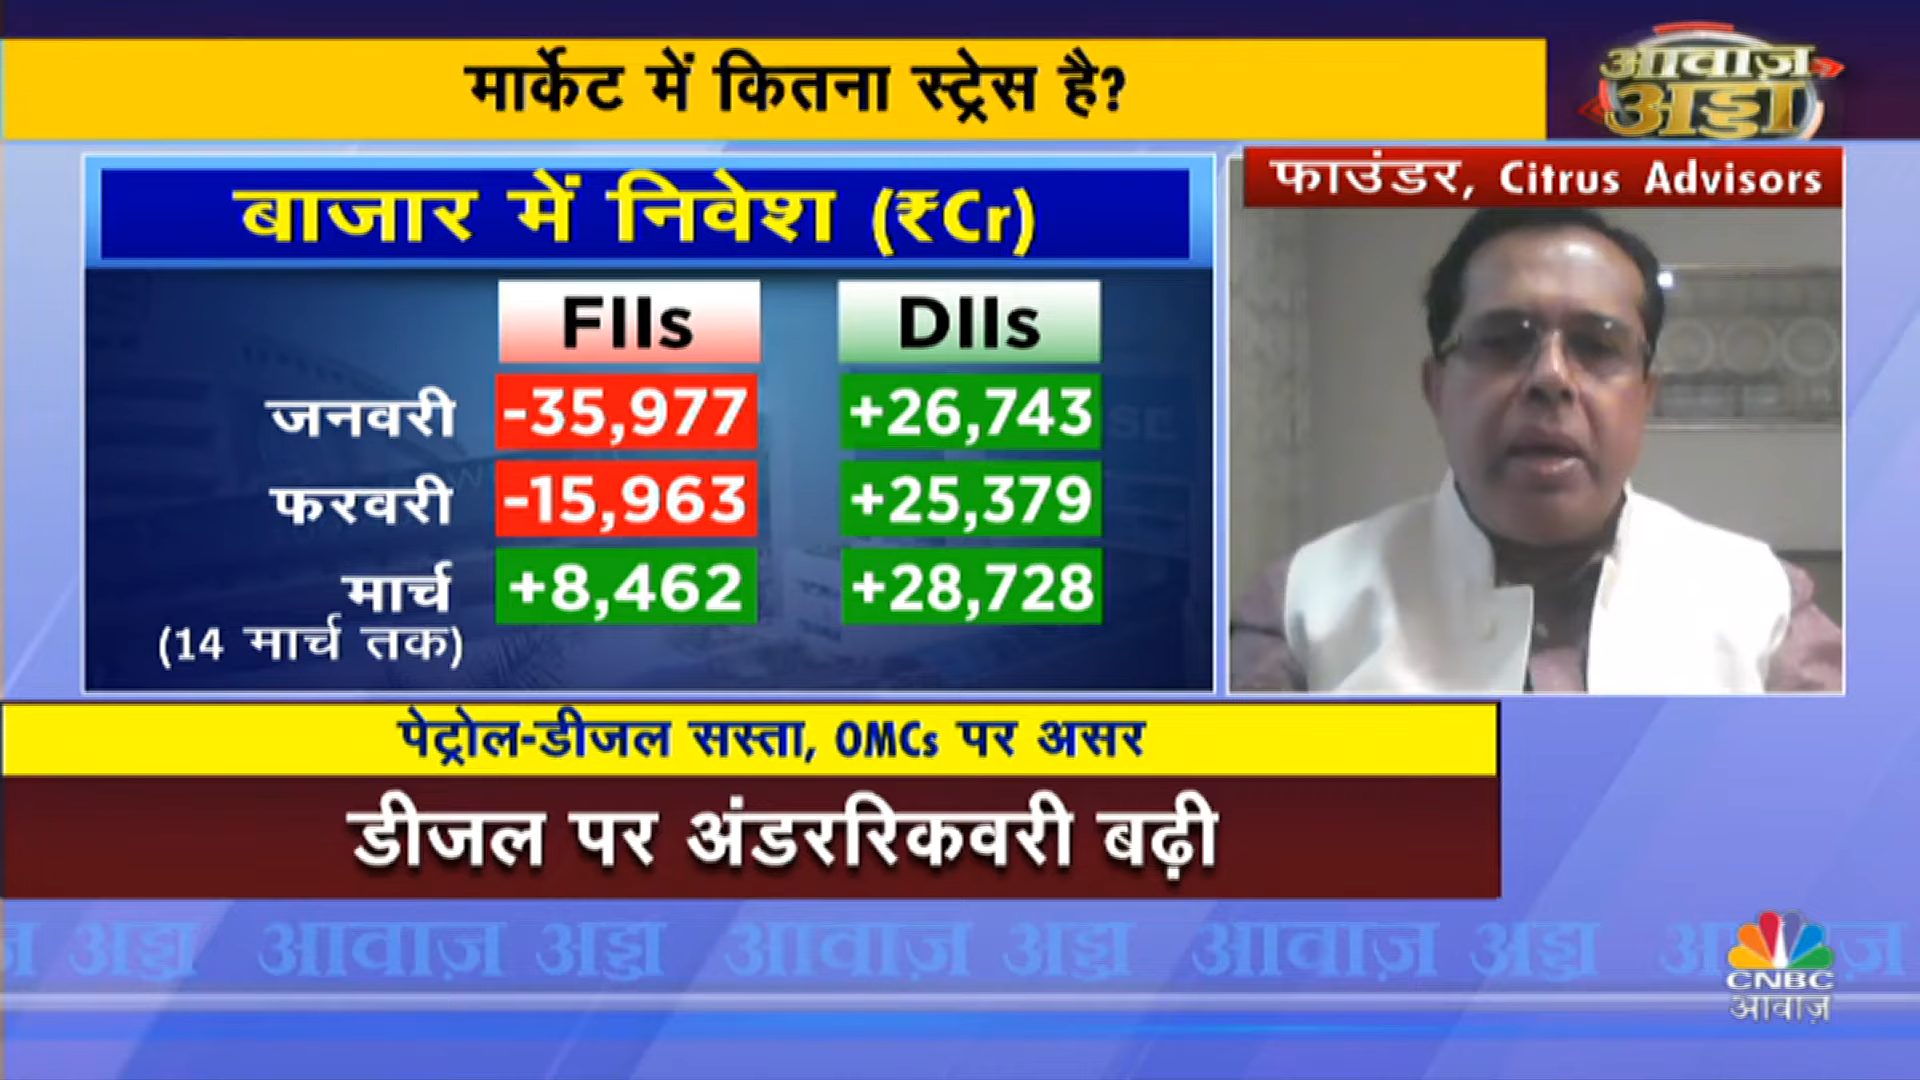 मार्केट में कितना स्ट्रेस है?
आवाज़
अड्डा
बाजार में निवेश (₹Cr)
FIIs DIIs
जनवरी -35,977 +26,743
फरवरी -15,963 +25,379
मार्च +8,462 +28,728
(14 मार्च तक)
फाउंडर, Citrus Advisors
पेट्रोल-डीजल सस्ता, OMCs पर असर
डीजल पर अंडररिकवरी बढ़ी
अड्डा आवाज़ अड्डा आवाज़ अड्डा आवाज़ अड्डा
CNBC
आवाज़